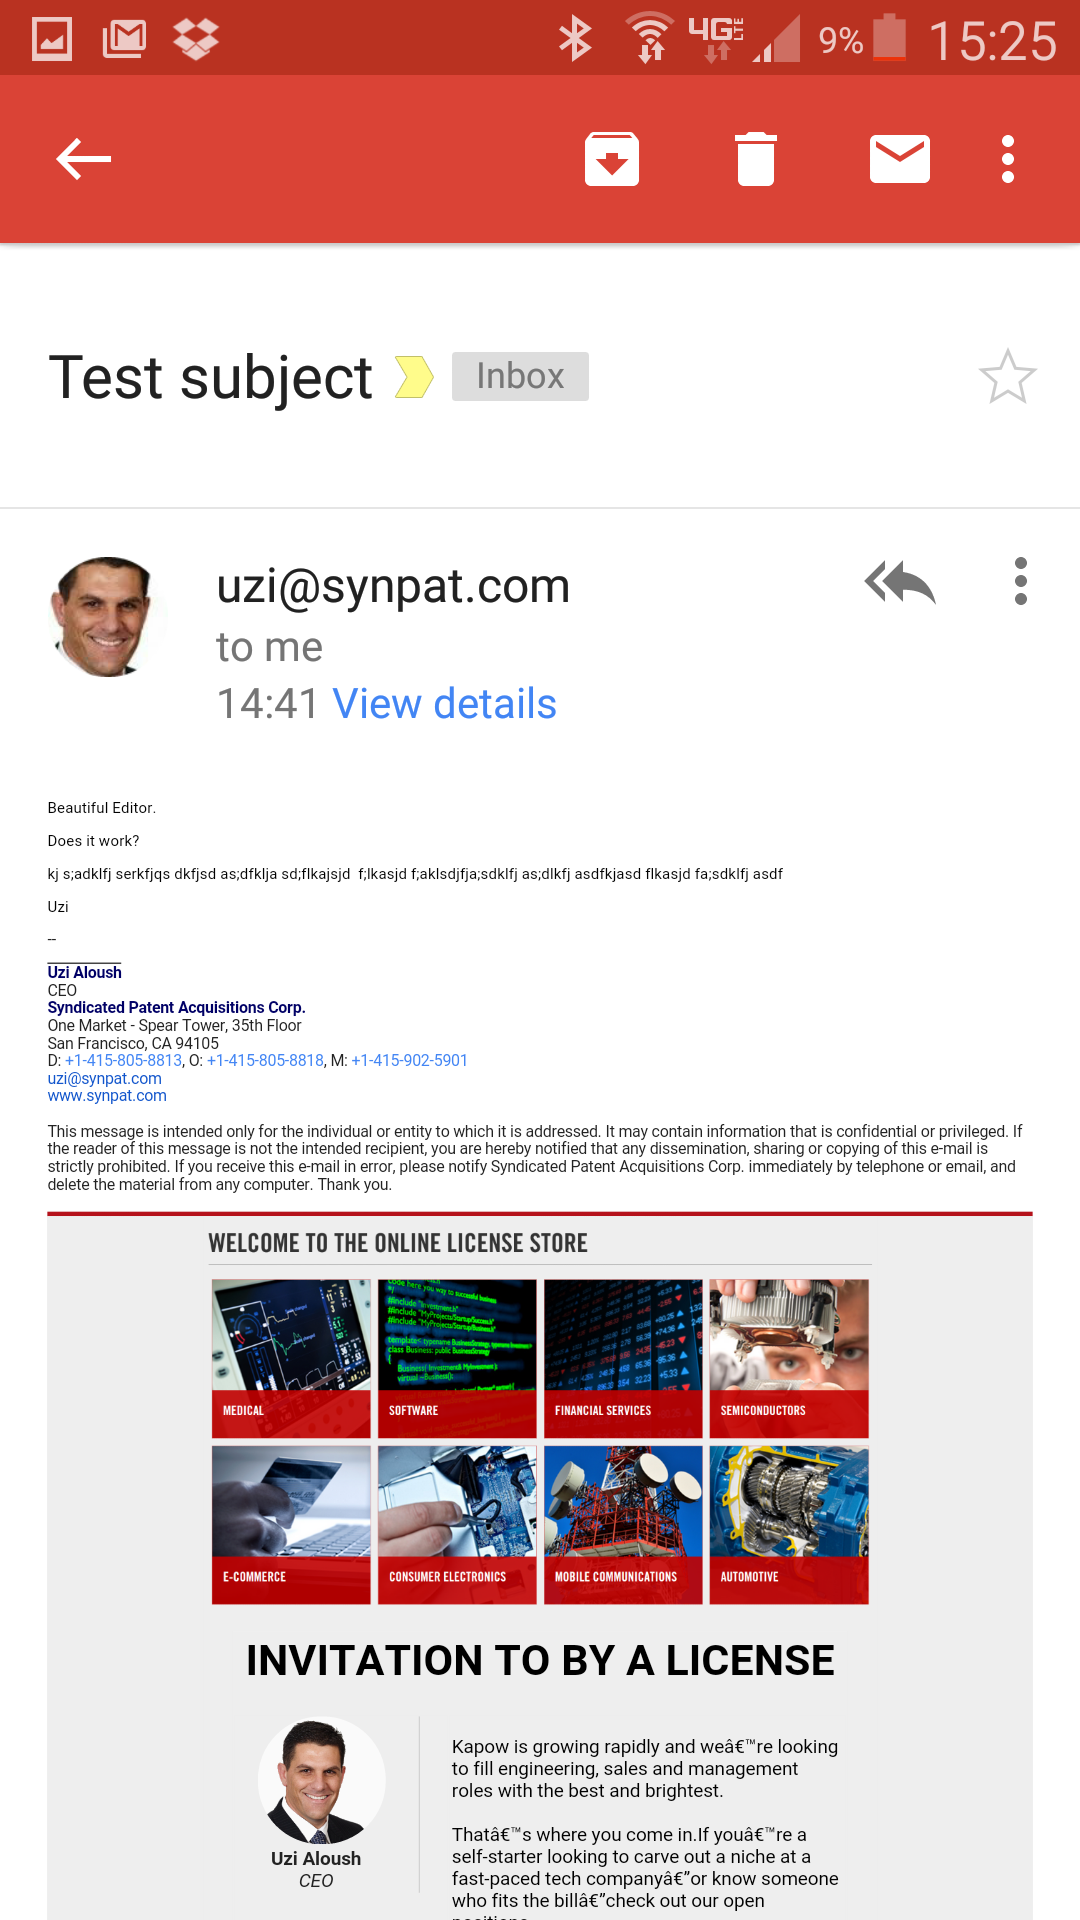 4G LTE 9% 15:25
Test subject Inbox
uzi@synpat.com
to me
14:41 View details
Beautiful Editor.
Does it work?
kj s;adklfj serkfjqs dkfjsd as;dfklja sd;flkajsjd  f;lkasjd f;aklsdjfja;sdklfj as;dlkfj asdfkjasd flkasjd fa;sdklfj asdf
Uzi
--
Uzi Aloush
CEO
Syndicated Patent Acquisitions Corp.
One Market - Spear Tower, 35th Floor
San Francisco, CA 94105
D: +1-415-805-8813, O: +1-415-805-8818, M: +1-415-902-5901
uzi@synpat.com
www.synpat.com
This message is intended only for the individual or entity to which it is addressed. It may contain information that is confidential or privileged. If
the reader of this message is not the intended recipient, you are hereby notified that any dissemination, sharing or copying of this e-mail is
strictly prohibited. If you receive this e-mail in error, please notify Syndicated Patent Acquisitions Corp. immediately by telephone or email, and
delete the material from any computer. Thank you.
WELCOME TO THE ONLINE LICENSE STORE
MEDICAL
SOFTWARE
FINANCIAL SERVICES
SEMICONDUCTORS
E-COMMERCE
CONSUMER ELECTRONICS
MOBILE COMMUNICATIONS
AUTOMOTIVE
INVITATION TO BY A LICENSE
Uzi Aloush
CEO
Kapow is growing rapidly and weâ€™re looking
to fill engineering, sales and management
roles with the best and brightest.
Thatâ€™s where you come in.If youâ€™re a
self-starter looking to carve out a niche at a
fast-paced tech companyâ€”or know someone
who fits the billâ€”check out our open